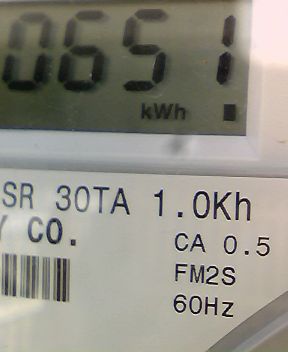 0651
kWh
SR 30TA 1.0Kh
Y CO.
CA 0.5
FM2S
60Hz